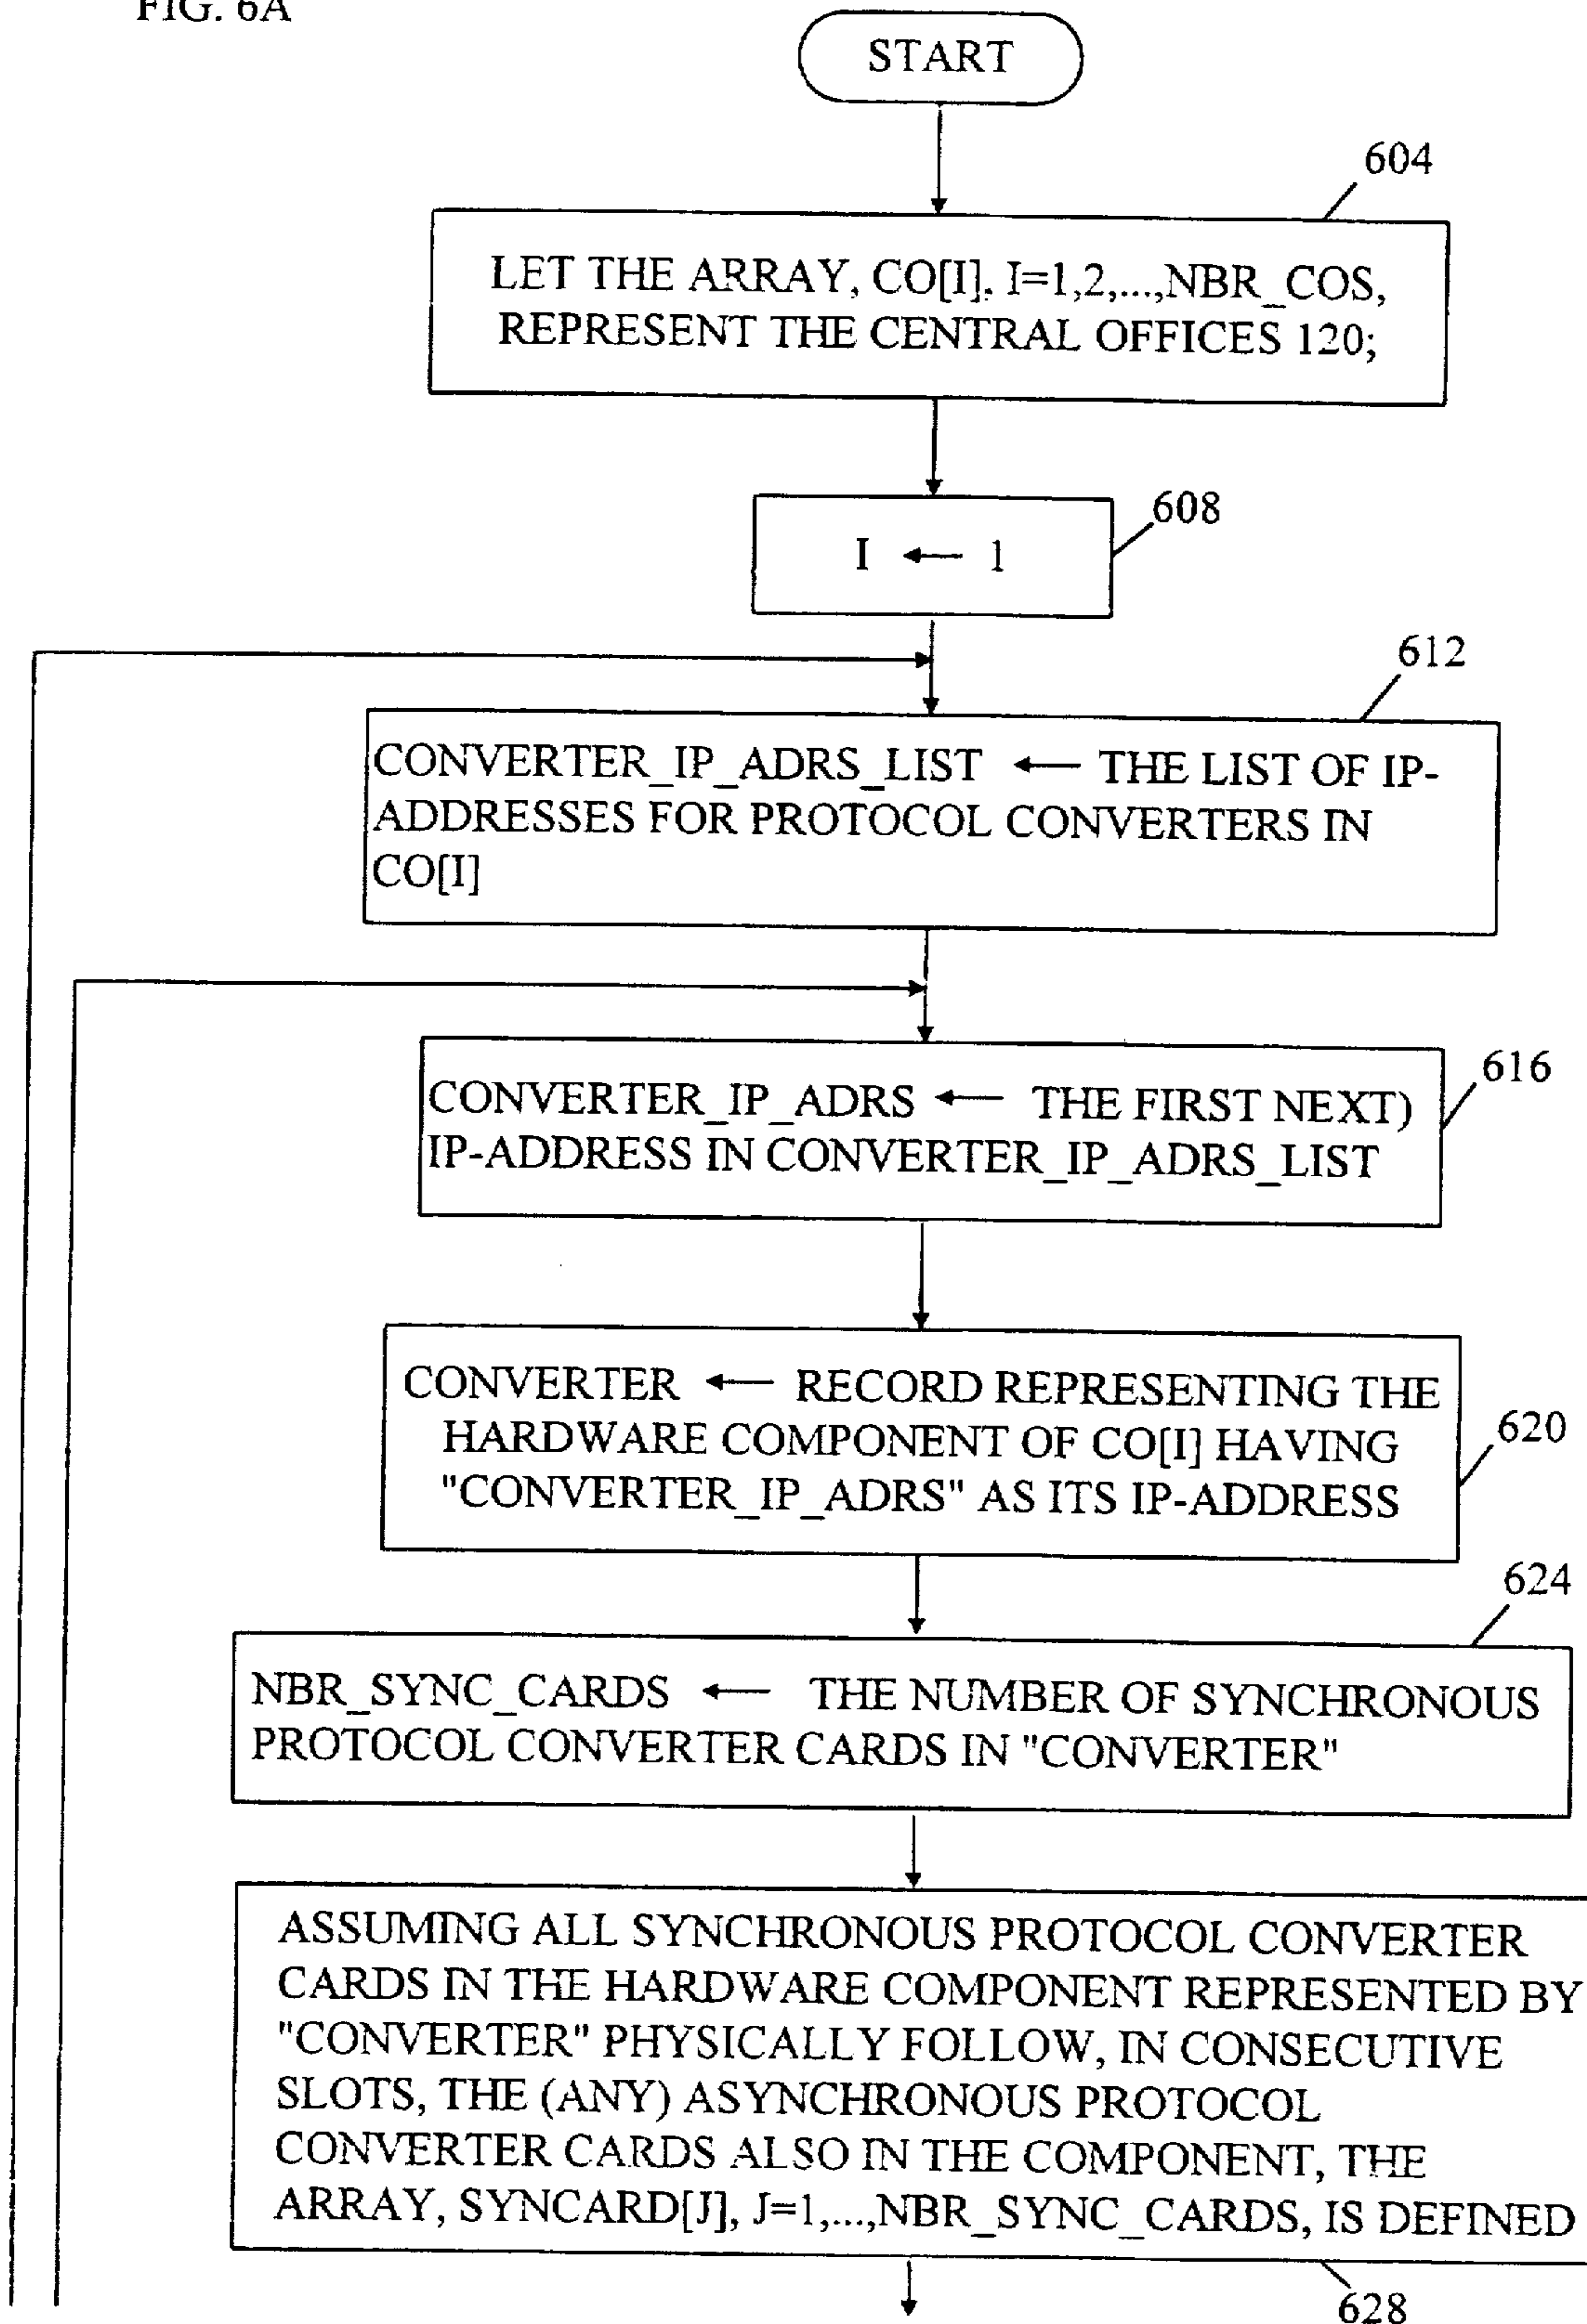 FIG. 6A
START
604
LET THE ARRAY, CO[I], I=1,2,...,NBR_COS,
REPRESENT THE CENTRAL OFFICES 120;
608
I ← 1
612
CONVERTER_IP_ADRS_LIST ← THE LIST OF IP-
ADDRESSES FOR PROTOCOL CONVERTERS IN
CO[I]
616
CONVERTER_IP_ADRS ← THE FIRST NEXT)
IP-ADDRESS IN CONVERTER_IP_ADRS_LIST
620
CONVERTER ← RECORD REPRESENTING THE
HARDWARE COMPONENT OF CO[I] HAVING
"CONVERTER_IP_ADRS" AS ITS IP-ADDRESS
624
NBR_SYNC_CARDS ← THE NUMBER OF SYNCHRONOUS
PROTOCOL CONVERTER CARDS IN "CONVERTER"
ASSUMING ALL SYNCHRONOUS PROTOCOL CONVERTER
CARDS IN THE HARDWARE COMPONENT REPRESENTED BY
"CONVERTER" PHYSICALLY FOLLOW, IN CONSECUTIVE
SLOTS, THE (ANY) ASYNCHRONOUS PROTOCOL
CONVERTER CARDS ALSO IN THE COMPONENT, THE
ARRAY, SYNCARD[J], J=1,...,NBR_SYNC_CARDS, IS DEFINED
628